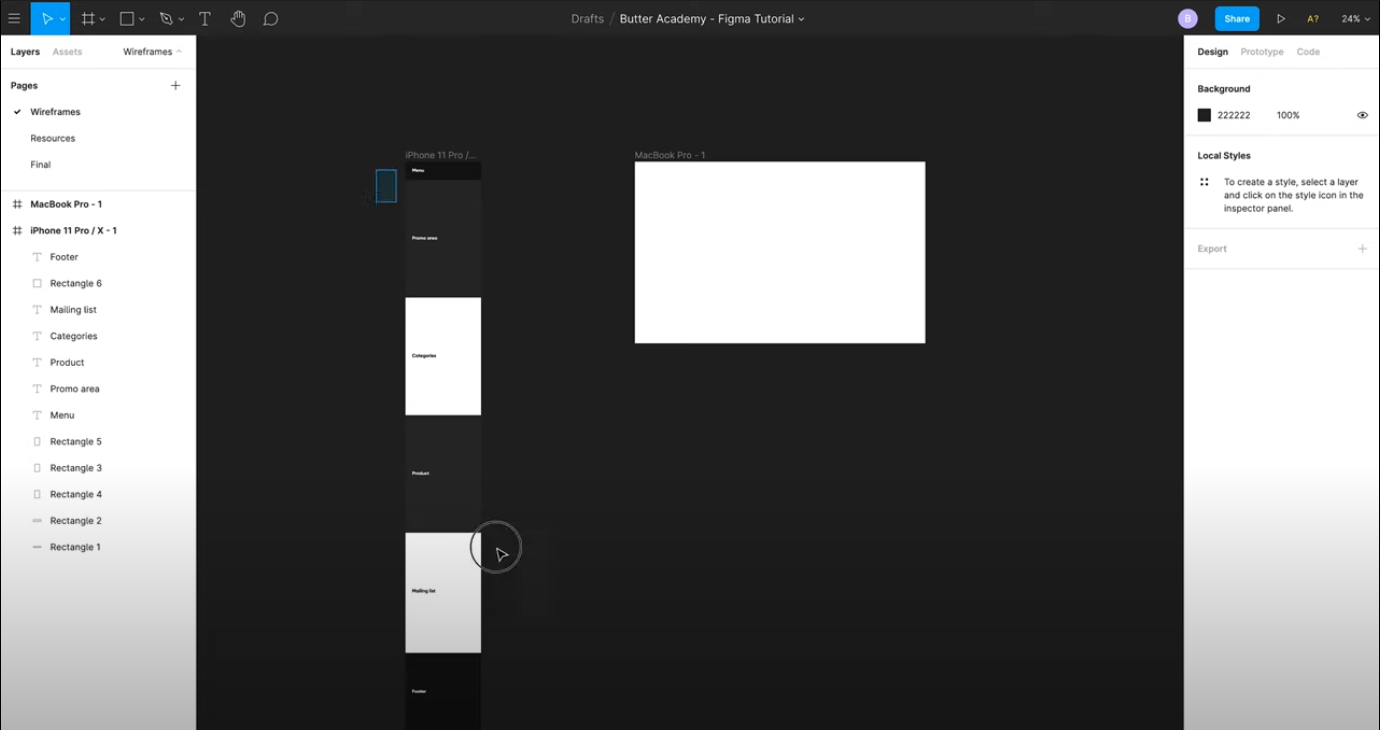 Drafts / Butter Academy - Figma Tutorial
B
Share
A?
24%
Layers
Assets
Wireframes
Pages
Wireframes
Resources
Final
MacBook Pro - 1
iPhone 11 Pro / X - 1
Footer
Rectangle 6
Mailing list
Categories
Product
Promo area
Menu
Rectangle 5
Rectangle 3
Rectangle 4
Rectangle 2
Rectangle 1
iPhone 11 Pro /...
Menu
Promo area
Categories
Product
Mailing list
Footer
MacBook Pro - 1
Design
Prototype
Code
Background
222222 100%
Local Styles
To create a style, select a layer
and click on the style icon in the
inspector panel.
Export